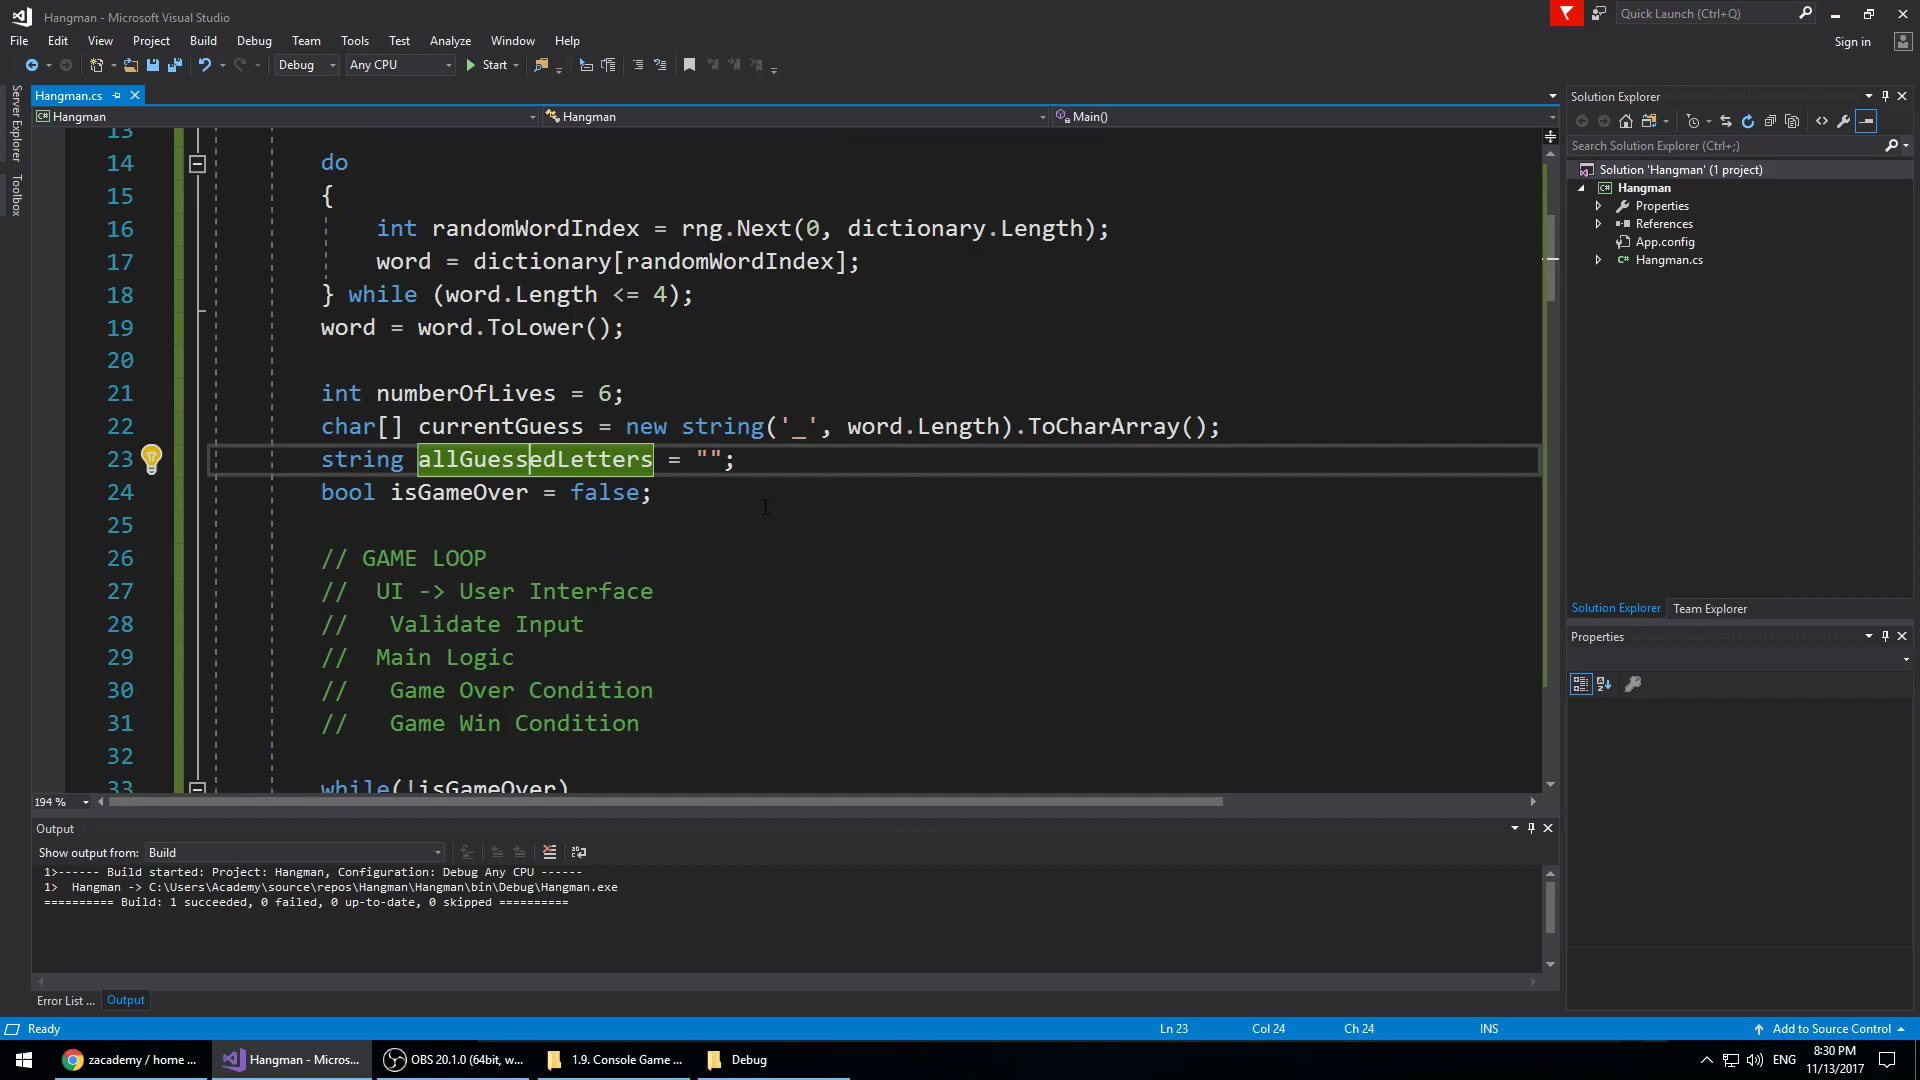 Hangman - Microsoft Visual Studio
Quick Launch (Ctrl+Q)
File Edit View Project Build Debug Team Tools Test Analyze Window Help
Sign in
Debug Any CPU Start
Server Explorer
Toolbox
Hangman.cs
Hangman Hangman Main()
13
14 do
15 {
16 int randomWordIndex = rng.Next(0, dictionary.Length);
17 word = dictionary[randomWordIndex];
18 } while (word.Length <= 4);
19 word = word.ToLower();
20
21 int numberOfLives = 6;
22 char[] currentGuess = new string('_', word.Length).ToCharArray();
23 string allGuessedLetters = "";
24 bool isGameOver = false;
25
26 // GAME LOOP
27 // UI -> User Interface
28 // Validate Input
29 // Main Logic
30 // Game Over Condition
31 // Game Win Condition
32
33 while(!isGameOver)
194 %
Output
Show output from: Build
1>------ Build started: Project: Hangman, Configuration: Debug Any CPU ------
1> Hangman -> C:\Users\Academy\source\repos\Hangman\Hangman\bin\Debug\Hangman.exe
========== Build: 1 succeeded, 0 failed, 0 up-to-date, 0 skipped ==========
Error List ... Output
Solution Explorer
Search Solution Explorer (Ctrl+;)
Solution 'Hangman' (1 project)
C# Hangman
Properties
References
App.config
C# Hangman.cs
Solution Explorer Team Explorer
Properties
Ready Ln 23 Col 24 Ch 24 INS Add to Source Control
zacademy / home ... Hangman - Micros... OBS 20.1.0 (64bit, w... 1.9. Console Game ... Debug
ENG
8:30 PM
11/13/2017